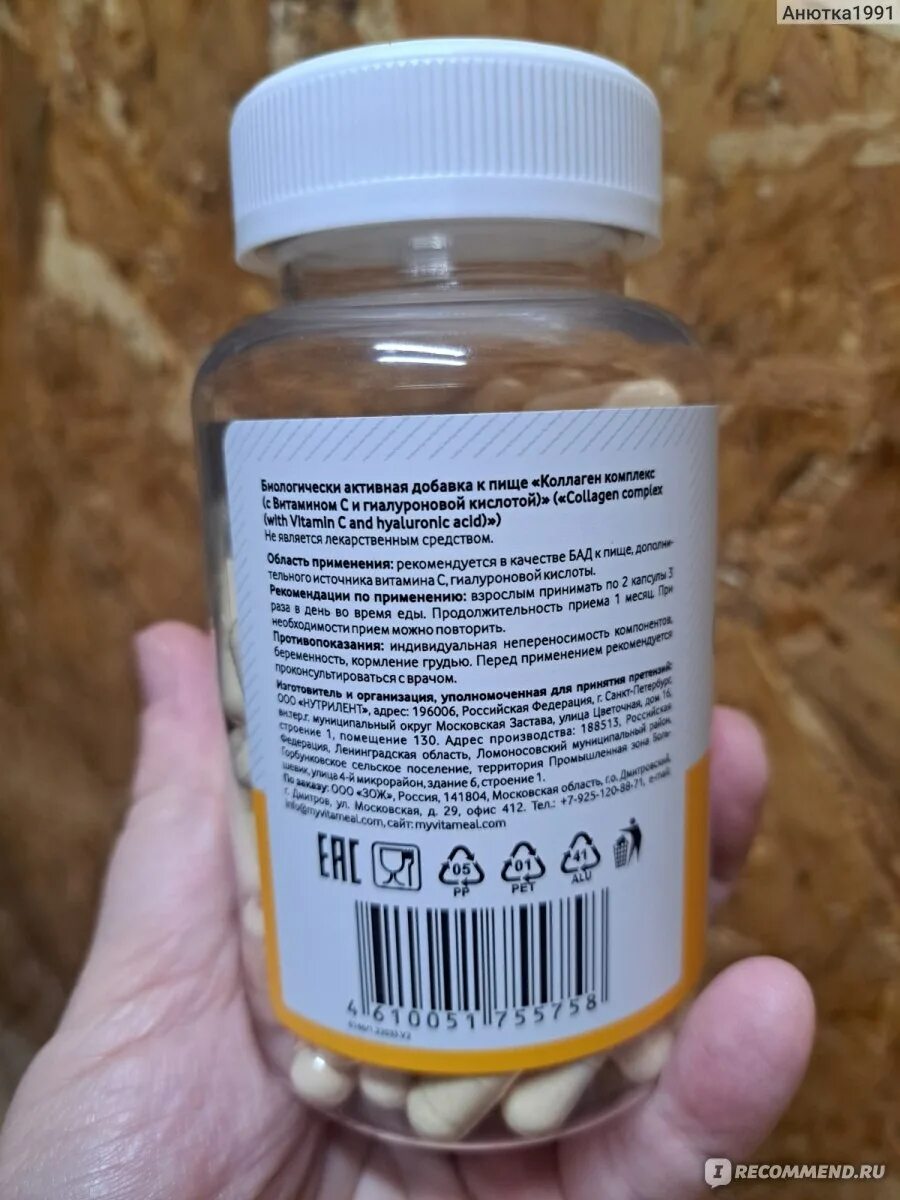 Анютка1991
Биологически активная добавка к пище «Коллаген комплекс
(с Витамином С и гиалуроновой кислотой)» («Collagen complex
(with Vitamin C and hyaluronic acid)»)
Не является лекарственным средством.
Область применения: рекомендуется в качестве БАД к пище, дополни-
тельного источника витамина С, гиалуроновой кислоты.
Рекомендации по применению: взрослым принимать по 2 капсулы 3
раза в день во время еды. Продолжительность приема 1 месяц. При
необходимости прием можно повторить.
Противопоказания: индивидуальная непереносимость компонентов,
беременность, кормление грудью. Перед применением рекомендуется
проконсультироваться с врачом.
Изготовитель и организация, уполномоченная для принятия претензий:
ООО «НУТРИЛЕНТ», адрес: 196006, Российская Федерация, г. Санкт-Петербург,
вн.тер.г. муниципальный округ Московская Застава, улица Цветочная, дом 16,
строение 1, помещение 130. Адрес производства: 188513, Российская
Федерация, Ленинградская область, Ломоносовский муниципальный район,
Горбунковское сельское поселение, территория Промышленная зона Боль-
шевик, улица 4-й микрорайон, здание 6, строение 1.
По заказу: ООО «ЗОЖ», Россия, 141804, Московская область, г.о. Дмитровский,
г. Дмитров, ул. Московская, д. 29, офис 412. Тел.: +7-925-120-88-71, e-mail:
info@myvitameal.com, сайт: myvitameal.com
EAC
05 01 41
PP PET ALU
4 610051 755758
IRECOMMEND.RU